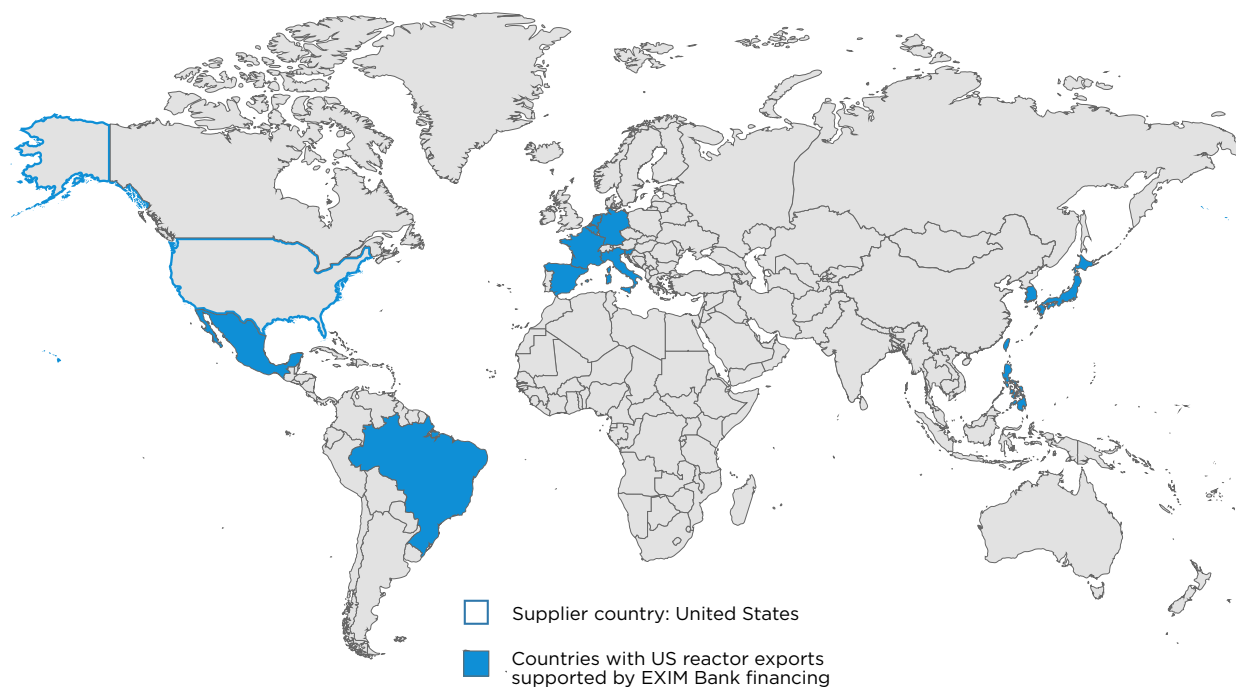 Supplier country: United States
Countries with US reactor exports
supported by EXIM Bank financing